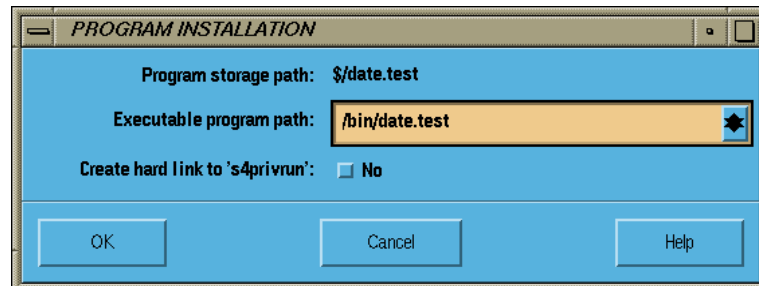 PROGRAM INSTALLATION
Program storage path: $/date.test
Executable program path: /bin/date.test
Create hard link to 's4privrun': No
OK Cancel Help